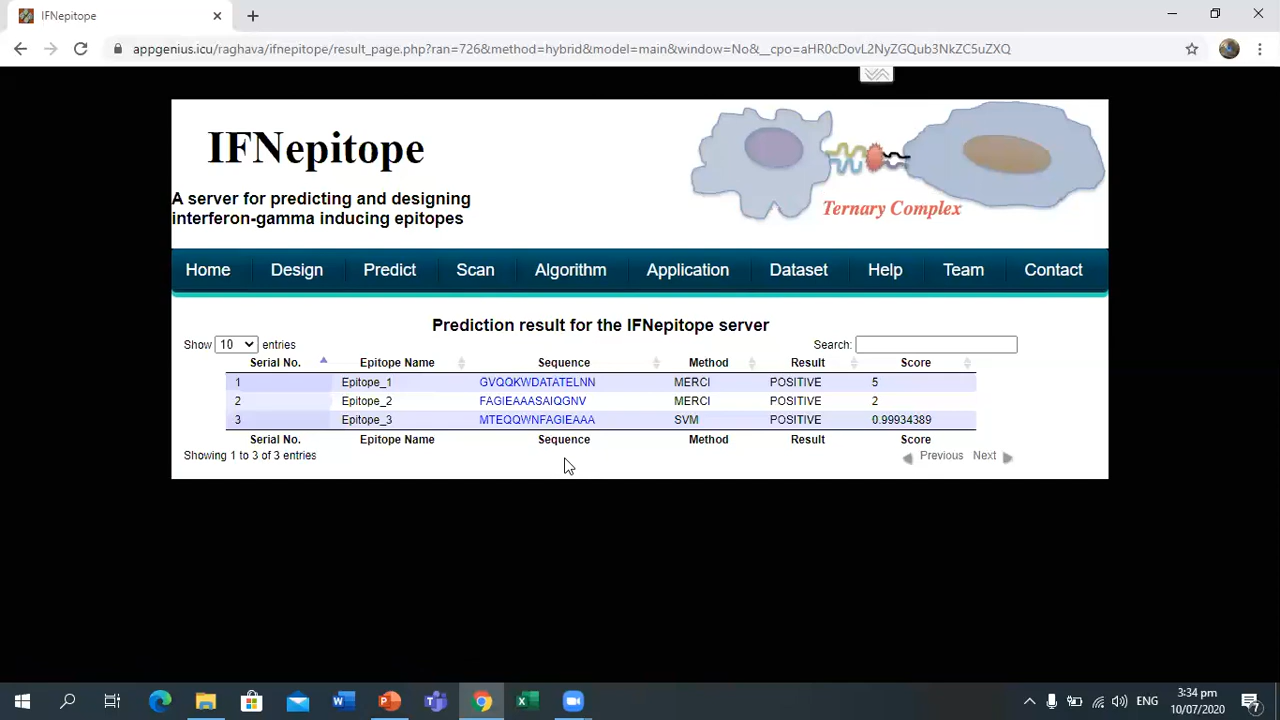 IFNepitope
appgenius.icu/raghava/ifnepitope/result_page.php?ran=726&method=hybrid&model=main&window=No&__cpo=aHR0cDovL2NyZGQub3NkZC5uZXQ
IFNepitope
A server for predicting and designing
interferon-gamma inducing epitopes
Ternary Complex
Home Design Predict Scan Algorithm Application Dataset Help Team Contact
Prediction result for the IFNepitope server
Show 10 entries Search:
Serial No. Epitope Name Sequence Method Result Score
1 Epitope_1 GVQQKWDATATELNN MERCI POSITIVE 5
2 Epitope_2 FAGIEAAASAIQGNV MERCI POSITIVE 2
3 Epitope_3 MTEQQWNFAGIEAAA SVM POSITIVE 0.99934389
Serial No. Epitope Name Sequence Method Result Score
Showing 1 to 3 of 3 entries Previous Next
ENG 3:34 pm
10/07/2020 7